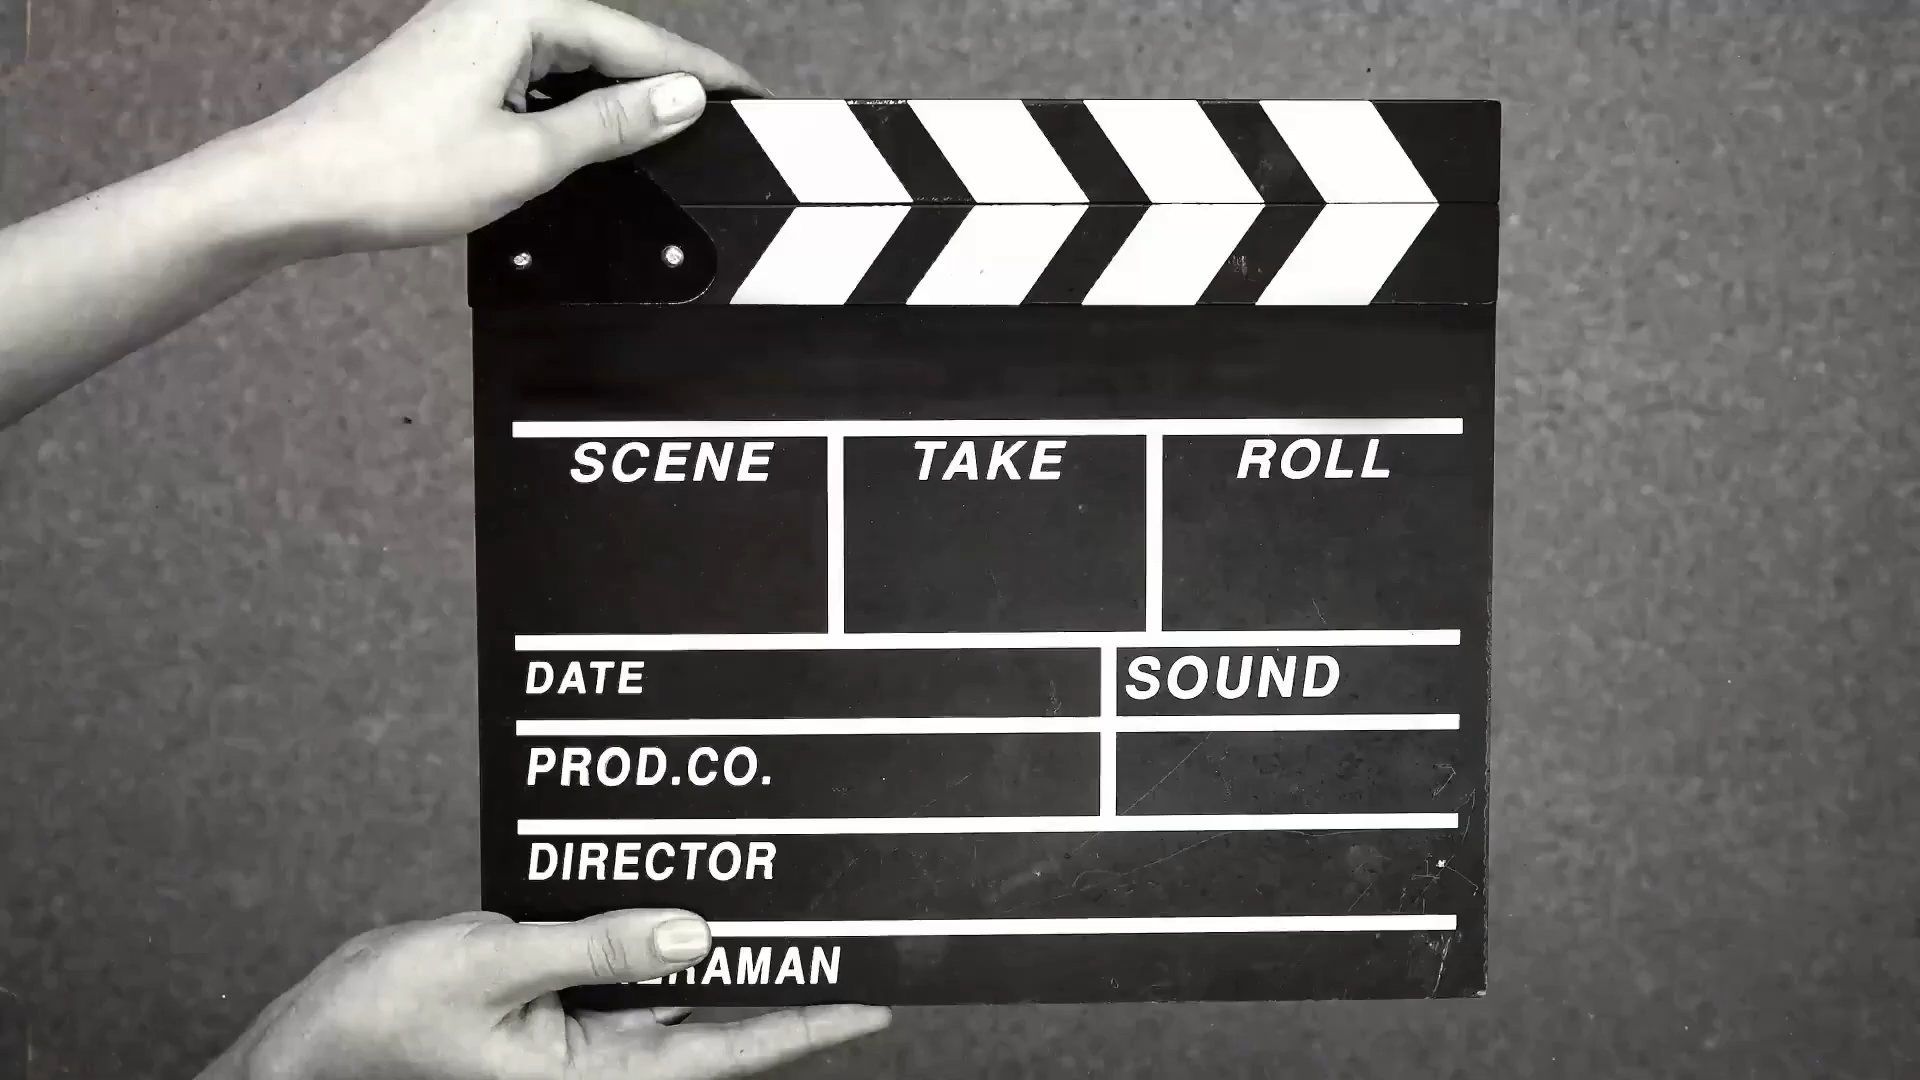 SCENE TAKE ROLL
DATE SOUND
PROD.CO.
DIRECTOR